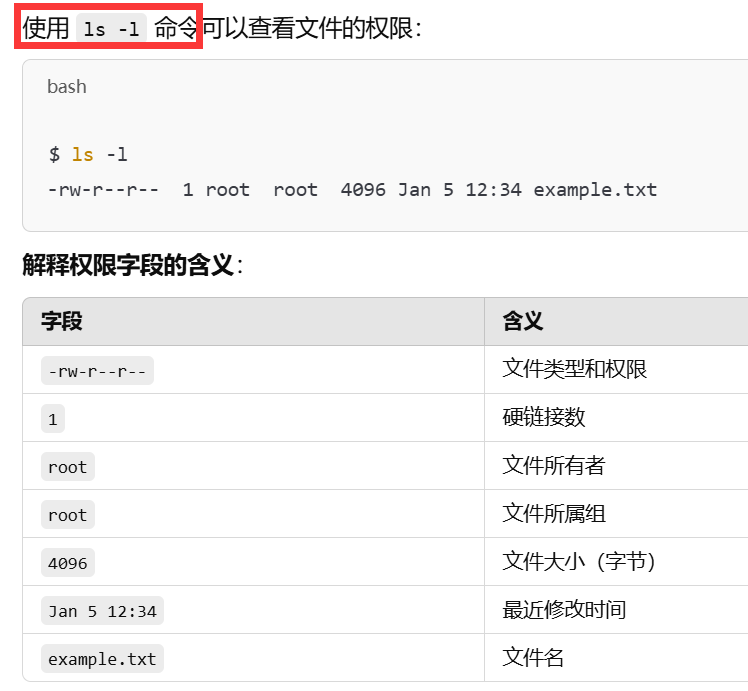 使用 ls -l 命令可以查看文件的权限：
bash
$ ls -l
-rw-r--r--  1 root  root  4096 Jan 5 12:34 example.txt
解释权限字段的含义：
字段 含义
-rw-r--r-- 文件类型和权限
1 硬链接数
root 文件所有者
root 文件所属组
4096 文件大小（字节）
Jan 5 12:34 最近修改时间
example.txt 文件名